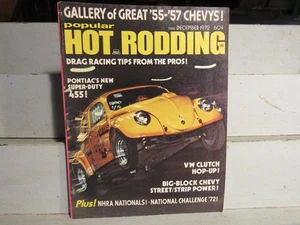 GALLERY of GREAT '55-'57 CHEVYS!
popular
HOT RODDING
DECEMBER 1972 60¢
DRAG RACING TIPS FROM THE PROS!
PONTIAC'S NEW
SUPER-DUTY
455!
VW CLUTCH
HOP-UP!
BIG-BLOCK CHEVY
STREET/STRIP POWER!
Plus! NHRA NATIONALS! · NATIONAL CHALLENGE '72!